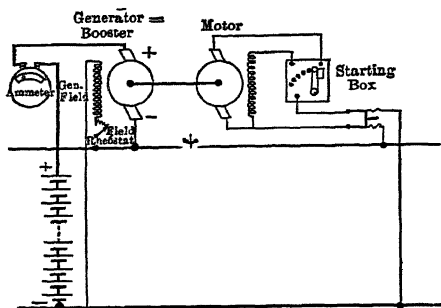 Generator=
Booster
Motor
+
Ammeter
Gen.
Field
Starting
Box
−
Field
Rheostat
+
−